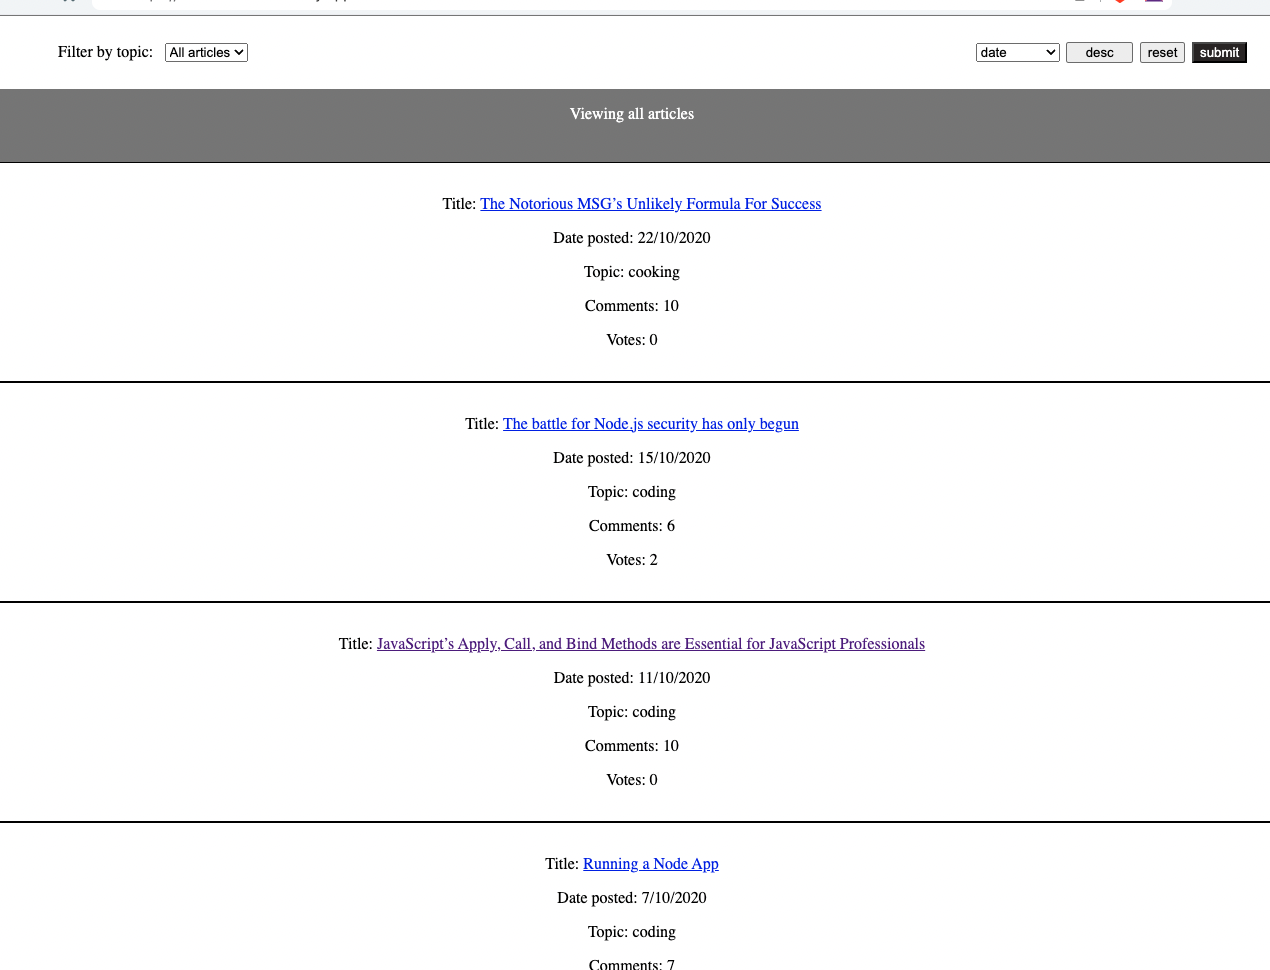 Filter by topic: All articles date desc reset submit
Viewing all articles
Title: The Notorious MSG’s Unlikely Formula For Success
Date posted: 22/10/2020
Topic: cooking
Comments: 10
Votes: 0
Title: The battle for Node.js security has only begun
Date posted: 15/10/2020
Topic: coding
Comments: 6
Votes: 2
Title: JavaScript’s Apply, Call, and Bind Methods are Essential for JavaScript Professionals
Date posted: 11/10/2020
Topic: coding
Comments: 10
Votes: 0
Title: Running a Node App
Date posted: 7/10/2020
Topic: coding
Comments: 7